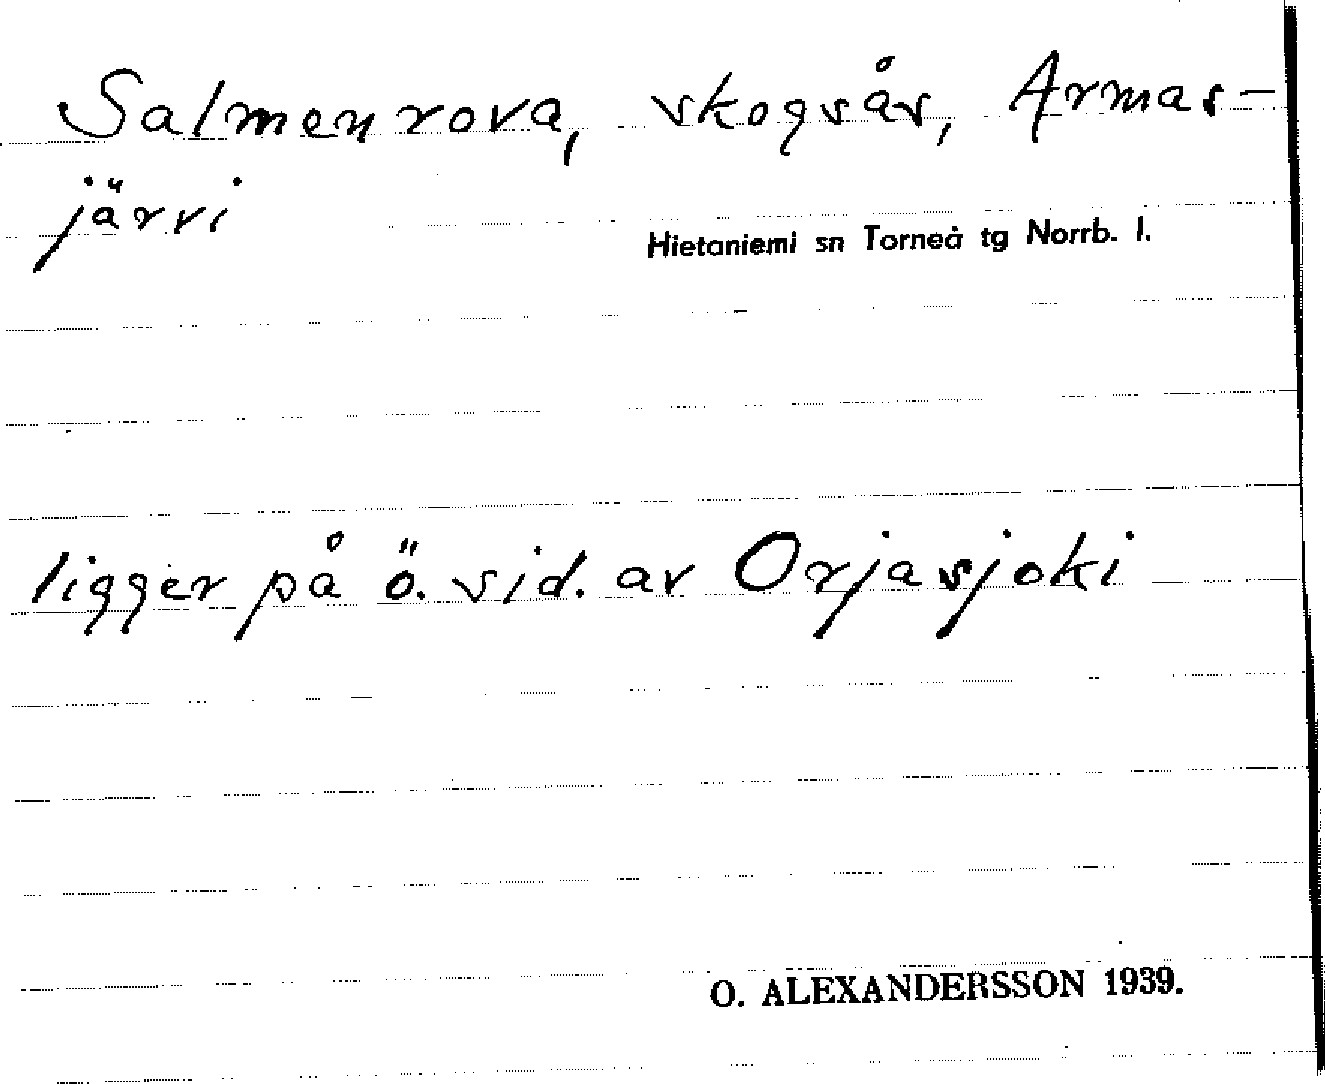 Salmenrova, skogsås, Armas-
järvi
Hietaniemi sn Torneå tg Norrb. l.
ligger på ö. sid. av Orjasjoki
O. ALEXANDERSSON 1939.